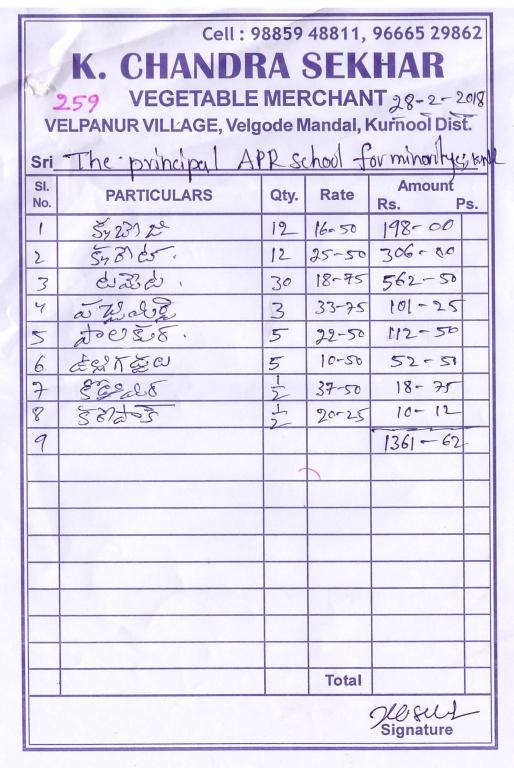 Cell : 98859 48811, 96665 29862
K. CHANDRA SEKHAR
259 VEGETABLE MERCHANT 28-2-2018
VELPANUR VILLAGE, Velgode Mandal, Kurnool Dist.
Sri The principal APR school for minority
Sl. No. PARTICULARS Qty. Rate Amount Rs. Ps.
1 క్యాబేజి 12 16-50 198-00
2 క్యారెట్ 12 25-50 306-00
3 టమోట 30 18-75 562-50
4 పచ్చిమిర్చి 3 33-75 101-25
5 పాలకుర 5 22-50 112-50
6 ఉల్లిగడ్డలు 5 10-50 52-50
7 కొత్తిమీర 1/2 37-50 18-75
8 కరేపాకు 1/2 20-25 10-12
9 1361-62
Total
Signature